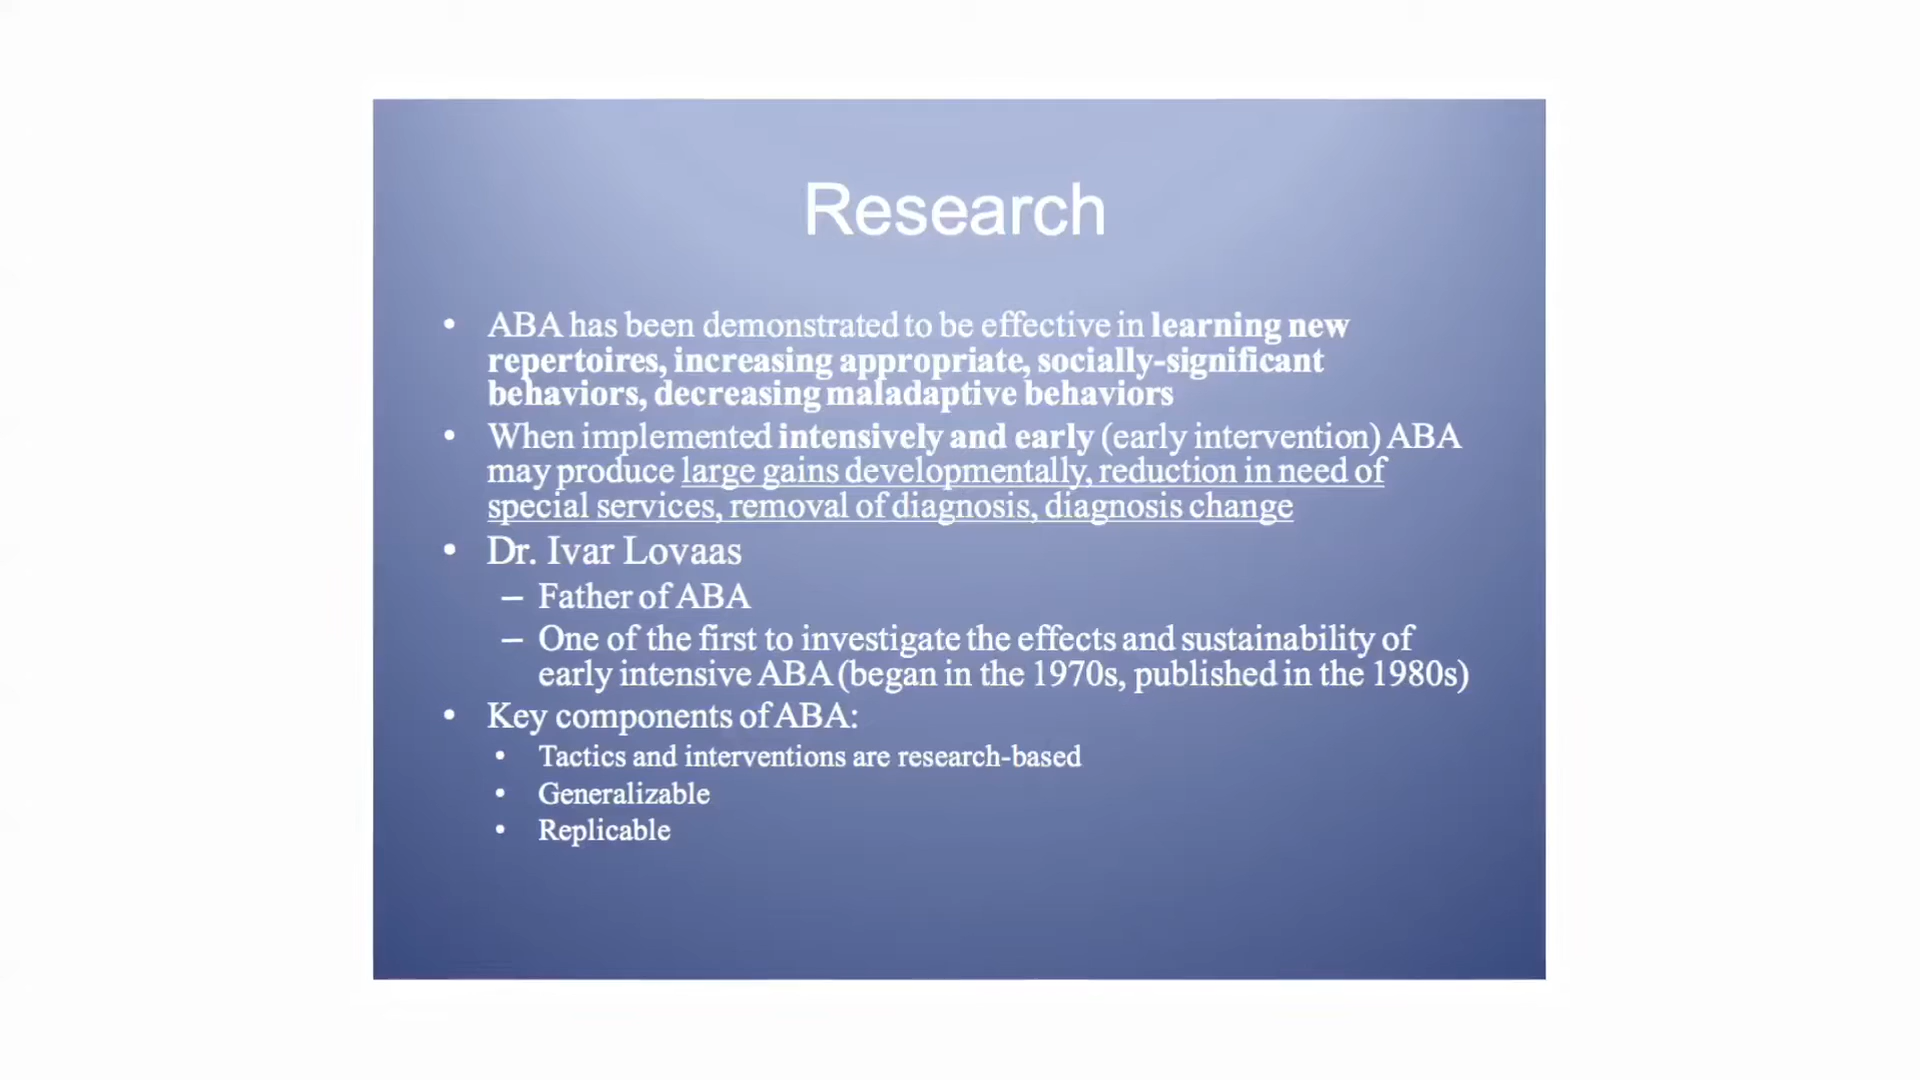 Research
• ABA has been demonstrated to be effective in learning new
repertoires, increasing appropriate, socially-significant
behaviors, decreasing maladaptive behaviors
• When implemented intensively and early (early intervention) ABA
may produce large gains developmentally, reduction in need of
special services, removal of diagnosis, diagnosis change
• Dr. Ivar Lovaas
– Father of ABA
– One of the first to investigate the effects and sustainability of
early intensive ABA (began in the 1970s, published in the 1980s)
• Key components of ABA:
• Tactics and interventions are research-based
• Generalizable
• Replicable